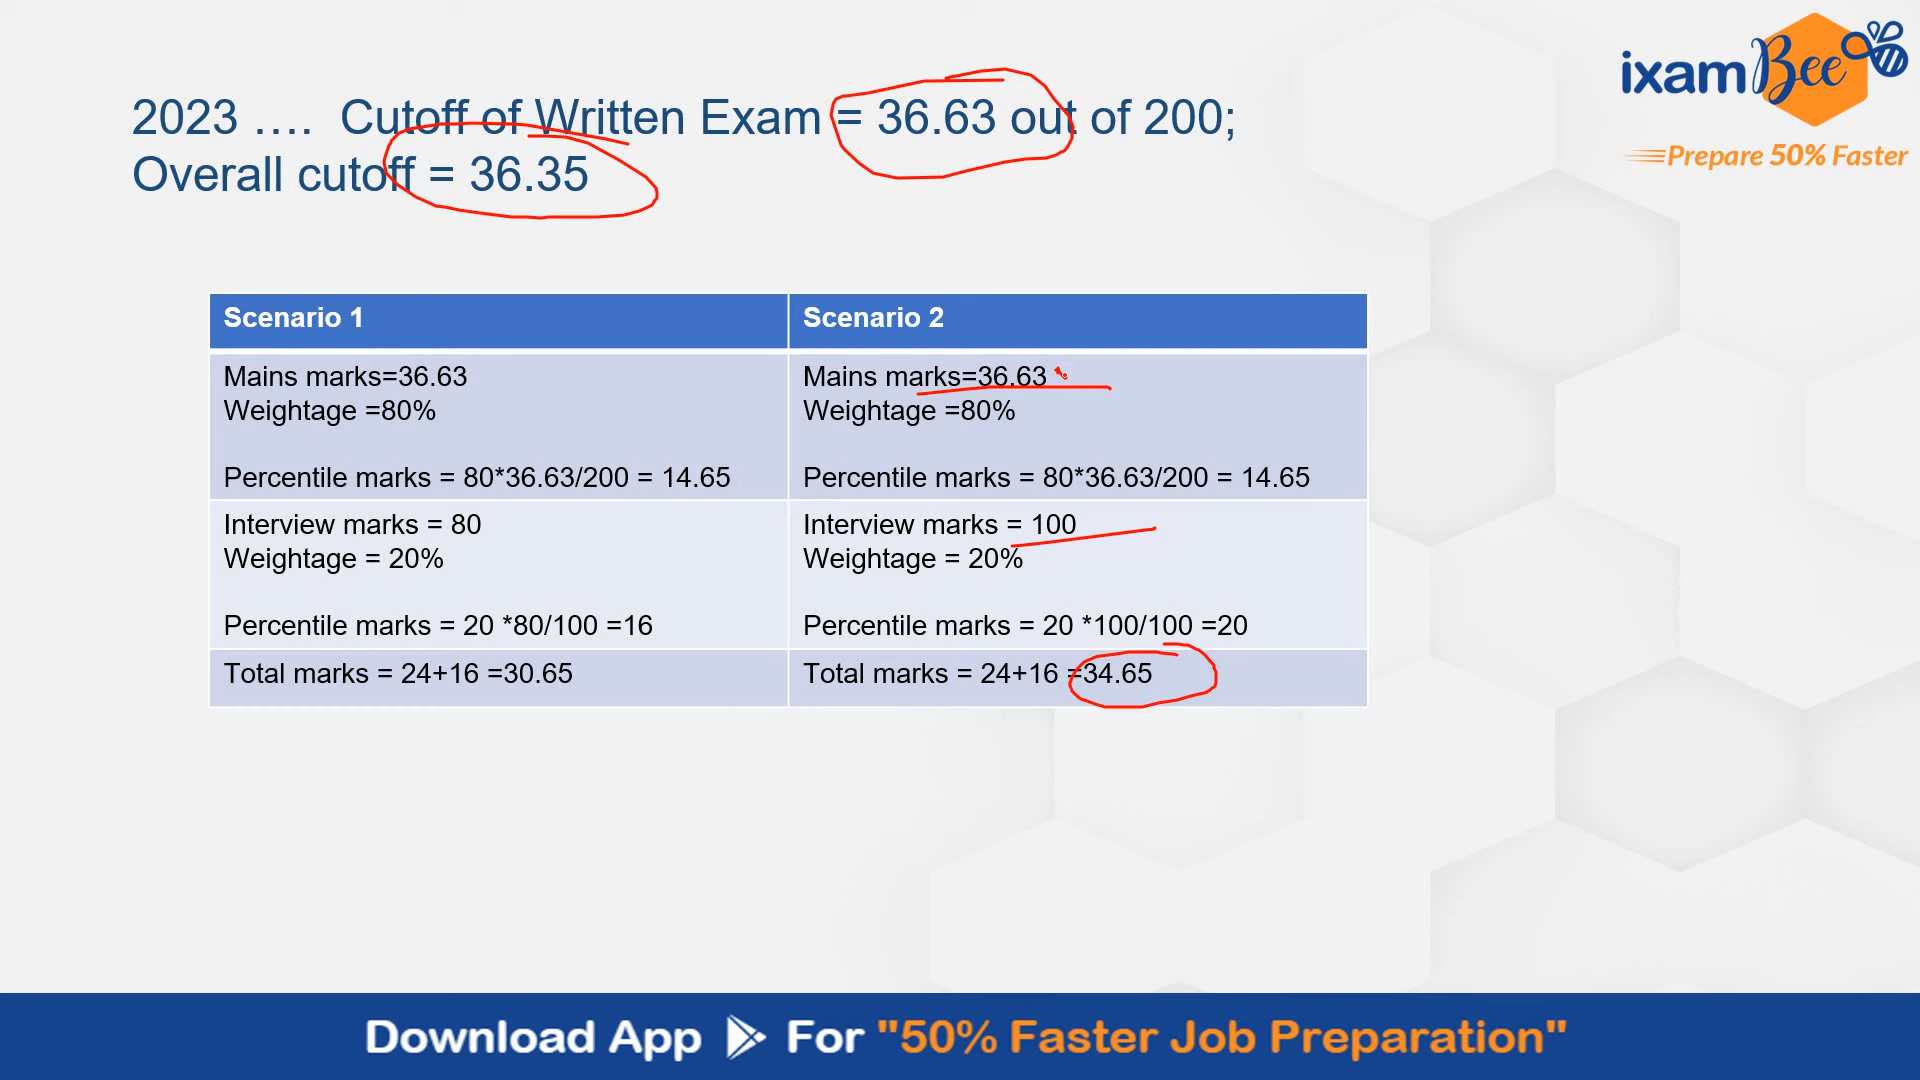 ixamBee
Prepare 50% Faster
2023 .... Cutoff of Written Exam = 36.63 out of 200;
Overall cutoff = 36.35
Scenario 1
Scenario 2
Mains marks=36.63
Weightage =80%
Percentile marks = 80*36.63/200 = 14.65
Mains marks=36.63
Weightage =80%
Percentile marks = 80*36.63/200 = 14.65
Interview marks = 80
Weightage = 20%
Percentile marks = 20 *80/100 =16
Interview marks = 100
Weightage = 20%
Percentile marks = 20 *100/100 =20
Total marks = 24+16 =30.65
Total marks = 24+16 =34.65
Download App For "50% Faster Job Preparation"